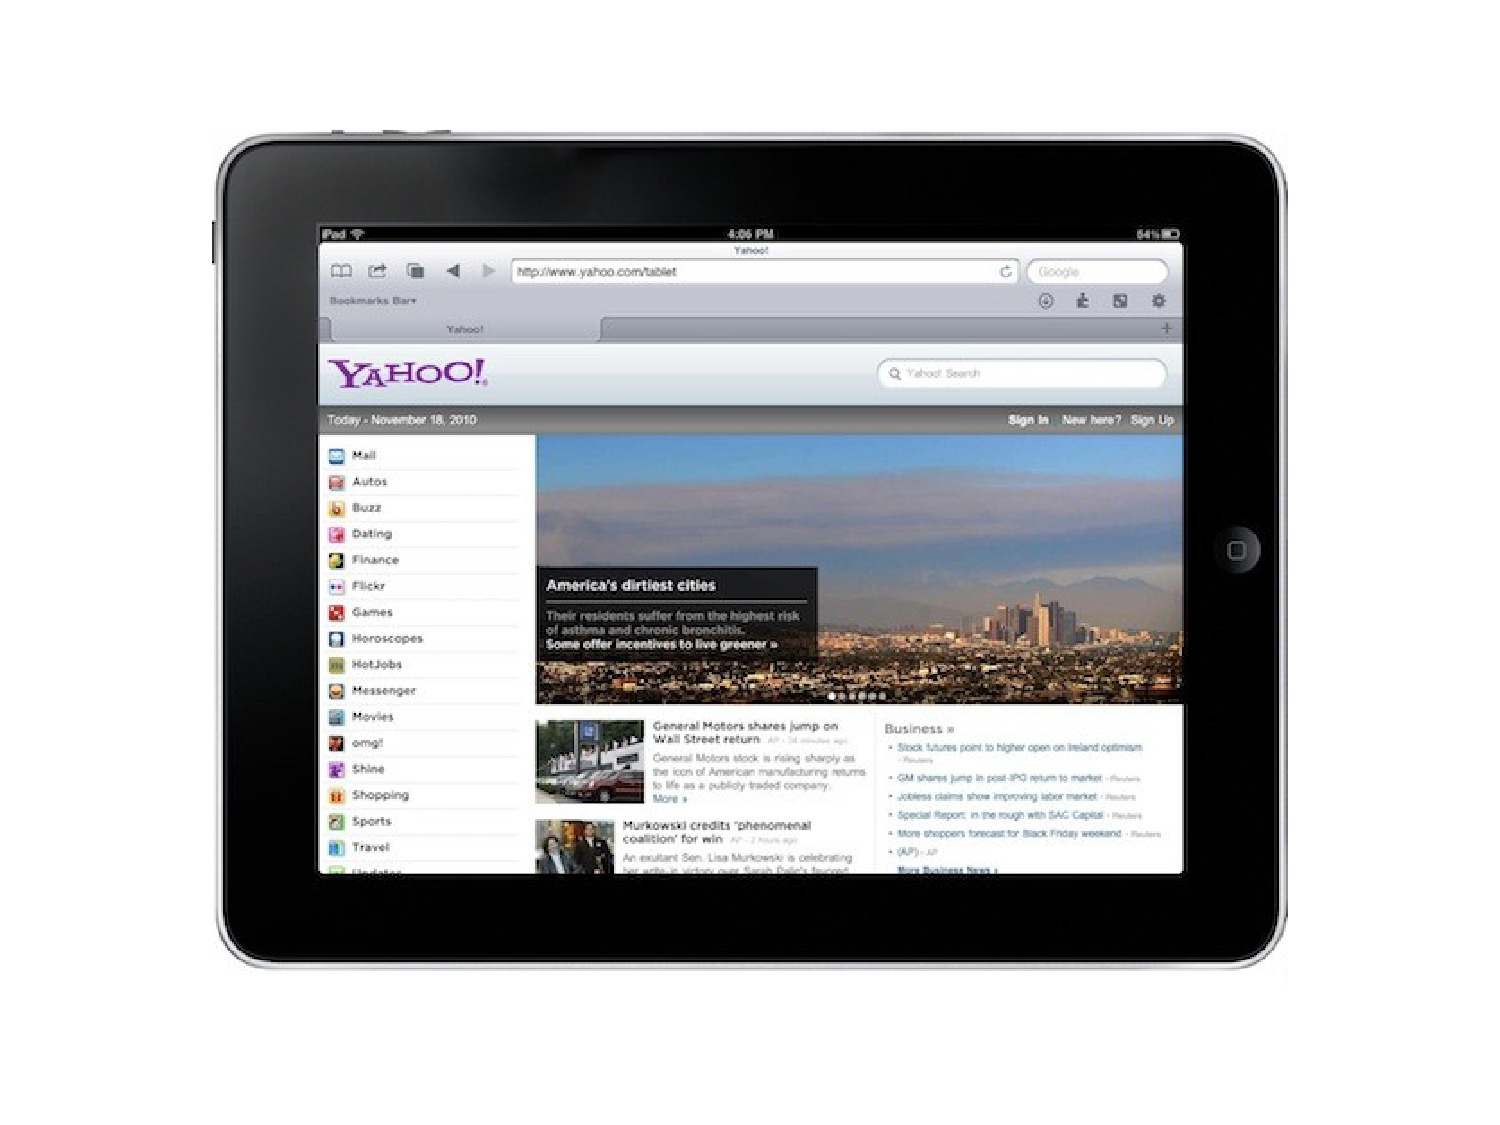 iPad
4:06 PM
64%
Yahoo!
http://www.yahoo.com/tablet
Google
Bookmarks Bar
Yahoo!
YAHOO!
Yahoo! Search
Today - November 18, 2010
Sign In New here? Sign Up
Mail
Autos
Buzz
Dating
Finance
Flickr
Games
Horoscopes
HotJobs
Messenger
Movies
omg!
Shine
Shopping
Sports
Travel
Updates
America's dirtiest cities
Their residents suffer from the highest risk
of asthma and chronic bronchitis.
Some offer incentives to live greener »
General Motors shares jump on
Wall Street return AP - 34 minutes ago
General Motors stock is rising sharply as
the icon of American manufacturing returns
to life as a publicly traded company.
More »
Murkowski credits 'phenomenal
coalition' for win AP - 2 hours ago
An exultant Sen. Lisa Murkowski is celebrating
her write-in victory over Sarah Palin's favored
Business »
• Stock futures point to higher open on Ireland optimism
- Reuters
• GM shares jump in post-IPO return to market - Reuters
• Jobless claims show improving labor market - Reuters
• Special Report: In the rough with SAC Capital - Reuters
• More shoppers forecast for Black Friday weekend - Reuters
• (AP) - AP
More Business News »